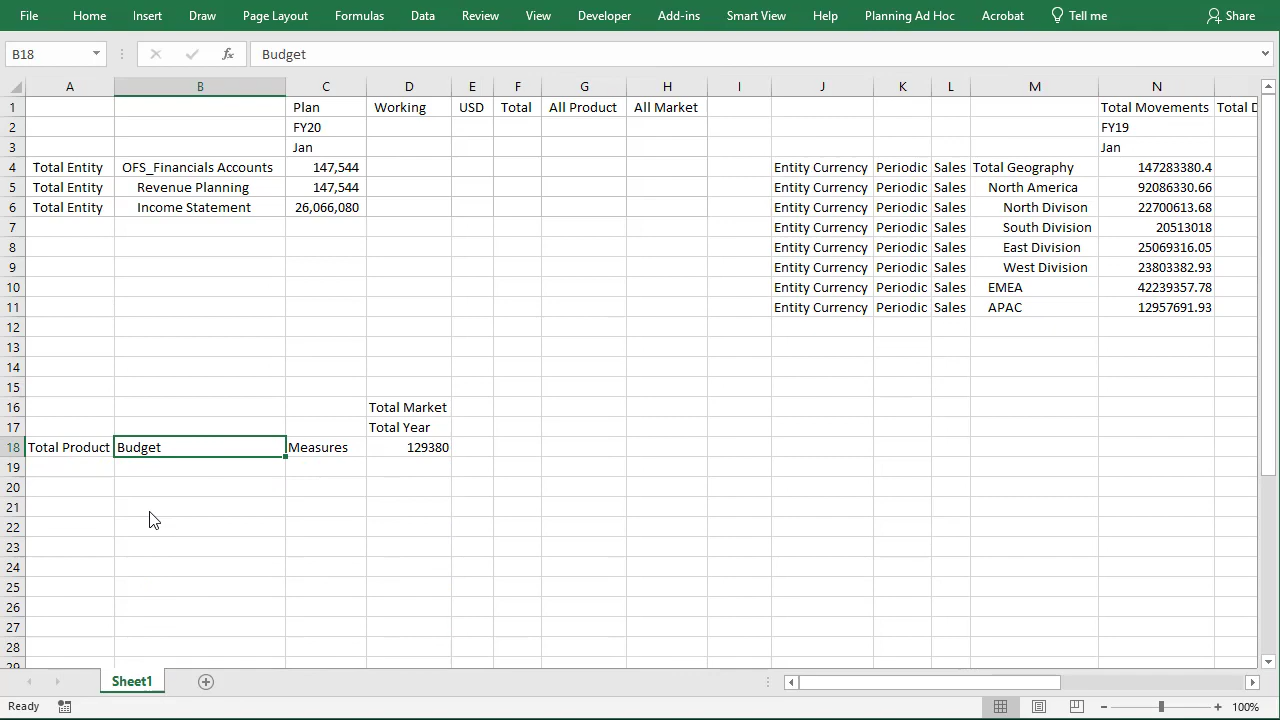 File Home Insert Draw Page Layout Formulas Data Review View Developer Add-ins Smart View Help Planning Ad Hoc Acrobat Tell me Share
B18 fx Budget
A B C D E F G H I J K L M N
1 Plan Working USD Total All Product All Market Total Movements Total D
2 FY20 FY19
3 Jan Jan
4 Total Entity OFS_Financials Accounts 147,544 Entity Currency Periodic Sales Total Geography 147283380.4
5 Total Entity Revenue Planning 147,544 Entity Currency Periodic Sales North America 92086330.66
6 Total Entity Income Statement 26,066,080 Entity Currency Periodic Sales North Divison 22700613.68
7 Entity Currency Periodic Sales South Division 20513018
8 Entity Currency Periodic Sales East Division 25069316.05
9 Entity Currency Periodic Sales West Division 23803382.93
10 Entity Currency Periodic Sales EMEA 42239357.78
11 Entity Currency Periodic Sales APAC 12957691.93
12
13
14
15
16 Total Market
17 Total Year
18 Total Product Budget Measures 129380
19
20
21
22
23
24
25
26
27
28
29
Sheet1
Ready 100%